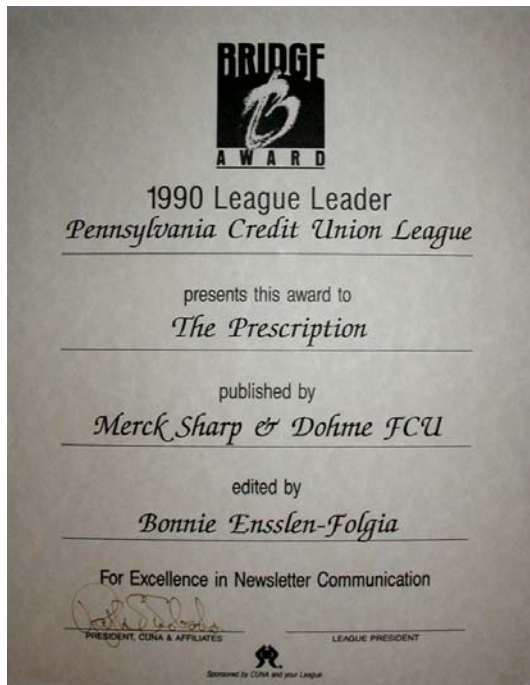 BRIDGE
B
AWARD
1990 League Leader
Pennsylvania Credit Union League
presents this award to
The Prescription
published by
Merck Sharp & Dohme FCU
edited by
Bonnie Ensslen-Folgia
For Excellence in Newsletter Communication
PRESIDENT, CUNA & AFFILIATES LEAGUE PRESIDENT
Sponsored by CUNA and your League